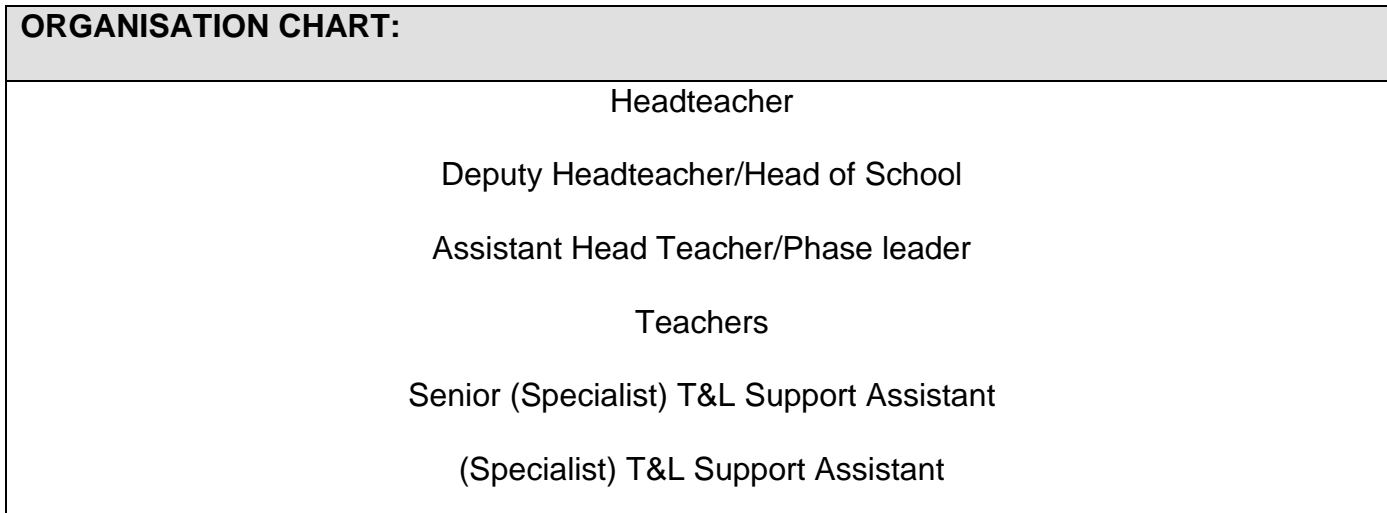 ORGANISATION CHART:
Headteacher
Deputy Headteacher/Head of School
Assistant Head Teacher/Phase leader
Teachers
Senior (Specialist) T&L Support Assistant
(Specialist) T&L Support Assistant